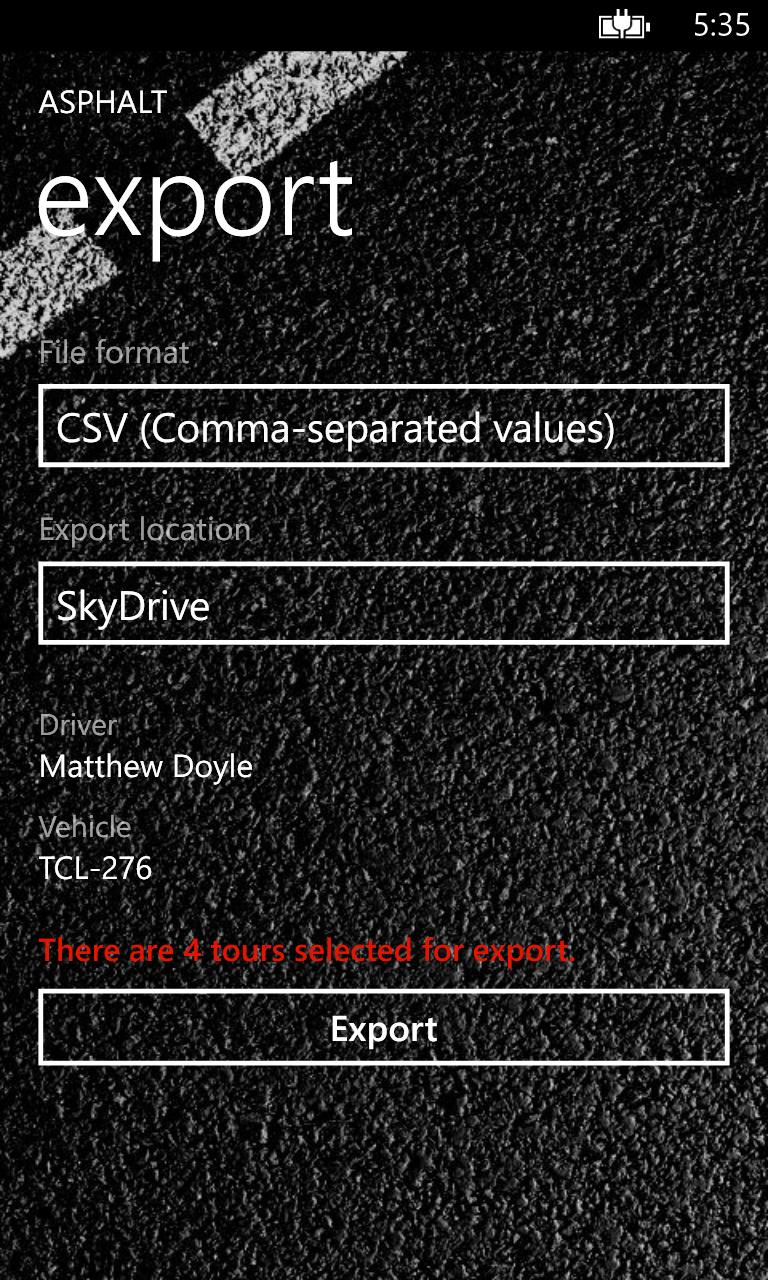 5:35
ASPHALT
export
File format
CSV (Comma-separated values)
Export location
SkyDrive
Driver
Matthew Doyle
Vehicle
TCL-276
There are 4 tours selected for export.
Export